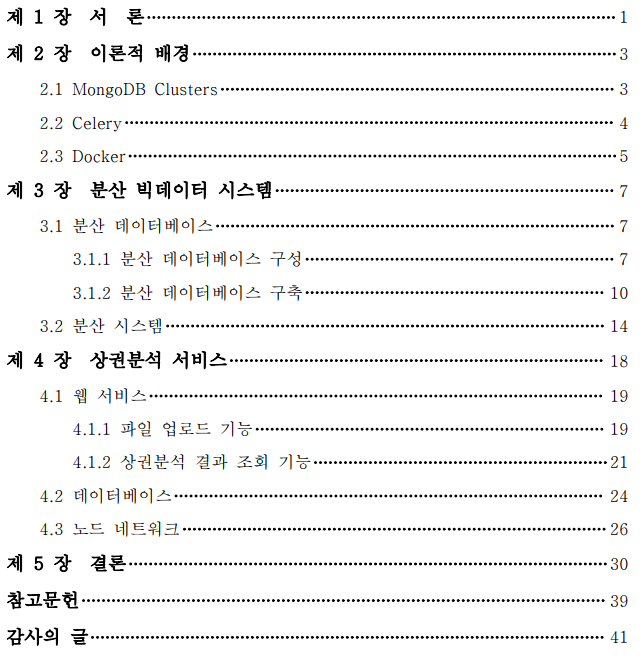 제 1 장 서 론 1
제 2 장 이론적 배경 3
2.1 MongoDB Clusters 3
2.2 Celery 4
2.3 Docker 5
제 3 장 분산 빅데이터 시스템 7
3.1 분산 데이터베이스 7
3.1.1 분산 데이터베이스 구성 7
3.1.2 분산 데이터베이스 구축 10
3.2 분산 시스템 14
제 4 장 상권분석 서비스 18
4.1 웹 서비스 19
4.1.1 파일 업로드 기능 19
4.1.2 상권분석 결과 조회 기능 21
4.2 데이터베이스 24
4.3 노드 네트워크 26
제 5 장 결론 30
참고문헌 39
감사의 글 41